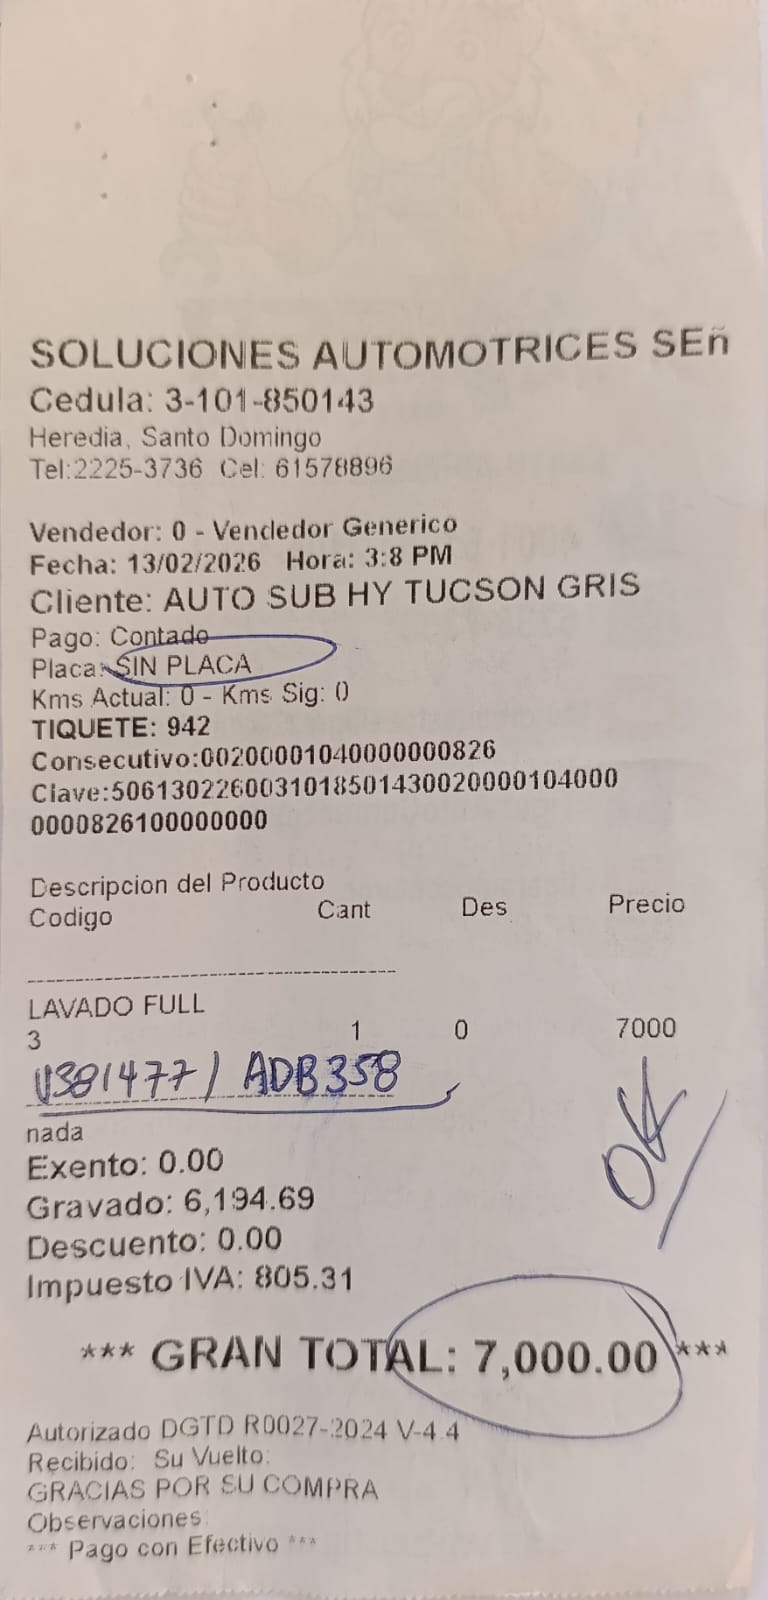 SOLUCIONES AUTOMOTRICES SEñ
Cedula: 3-101-850143
Heredia, Santo Domingo
Tel:2225-3736 Cel: 61578896
Vendedor: 0 - Vendedor Generico
Fecha: 13/02/2026 Hora: 3:8 PM
Cliente: AUTO SUB HY TUCSON GRIS
Pago: Contado
Placa: SIN PLACA
Kms Actual: 0 - Kms Sig: 0
TIQUETE: 942
Consecutivo:00200001040000000826
Clave:5061302260031018501430020000104000
0000826100000000
Descripcion del Producto
Codigo Cant Des Precio
LAVADO FULL
3 1 0 7000
U381477/ ADB358
nada
OK
Exento: 0.00
Gravado: 6,194.69
Descuento: 0.00
Impuesto IVA: 805.31
*** GRAN TOTAL: 7,000.00 ***
Autorizado DGTD R0027-2024 V-4.4
Recibido: Su Vuelto:
GRACIAS POR SU COMPRA
Observaciones:
*** Pago con Efectivo ***